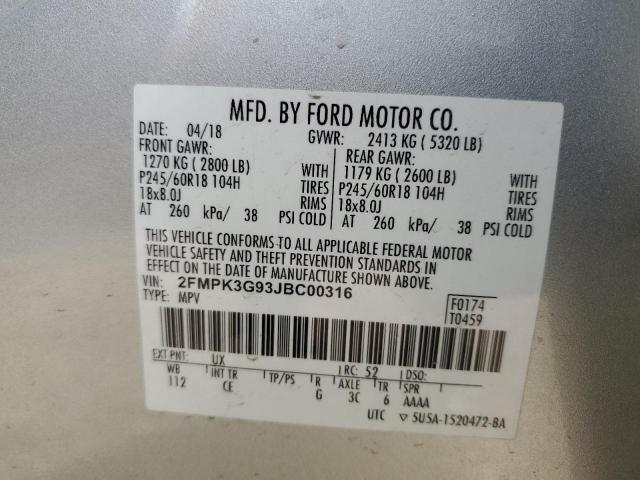 MFD. BY FORD MOTOR CO.
DATE: 04/18 GVWR: 2413 KG ( 5320 LB)
FRONT GAWR: REAR GAWR:
1270 KG ( 2800 LB) WITH 1179 KG ( 2600 LB) WITH
P245/60R18 104H TIRES P245/60R18 104H TIRES
18x8.0J RIMS 18x8.0J RIMS
AT 260 kPa/ 38 PSI COLD AT 260 kPa/ 38 PSI COLD
THIS VEHICLE CONFORMS TO ALL APPLICABLE FEDERAL MOTOR
VEHICLE SAFETY AND THEFT PREVENTION STANDARDS IN
EFFECT ON THE DATE OF MANUFACTURE SHOWN ABOVE.
VIN: 2FMPK3G93JBC00316
TYPE: MPV
F0174
T0459
EXT PNT: UX RC: 52 DSO:
WB INT TR TP/PS R AXLE TR SPR
112 CE G 3C 6 AAAA
UTC ▽ 5U5A-1520472-BA